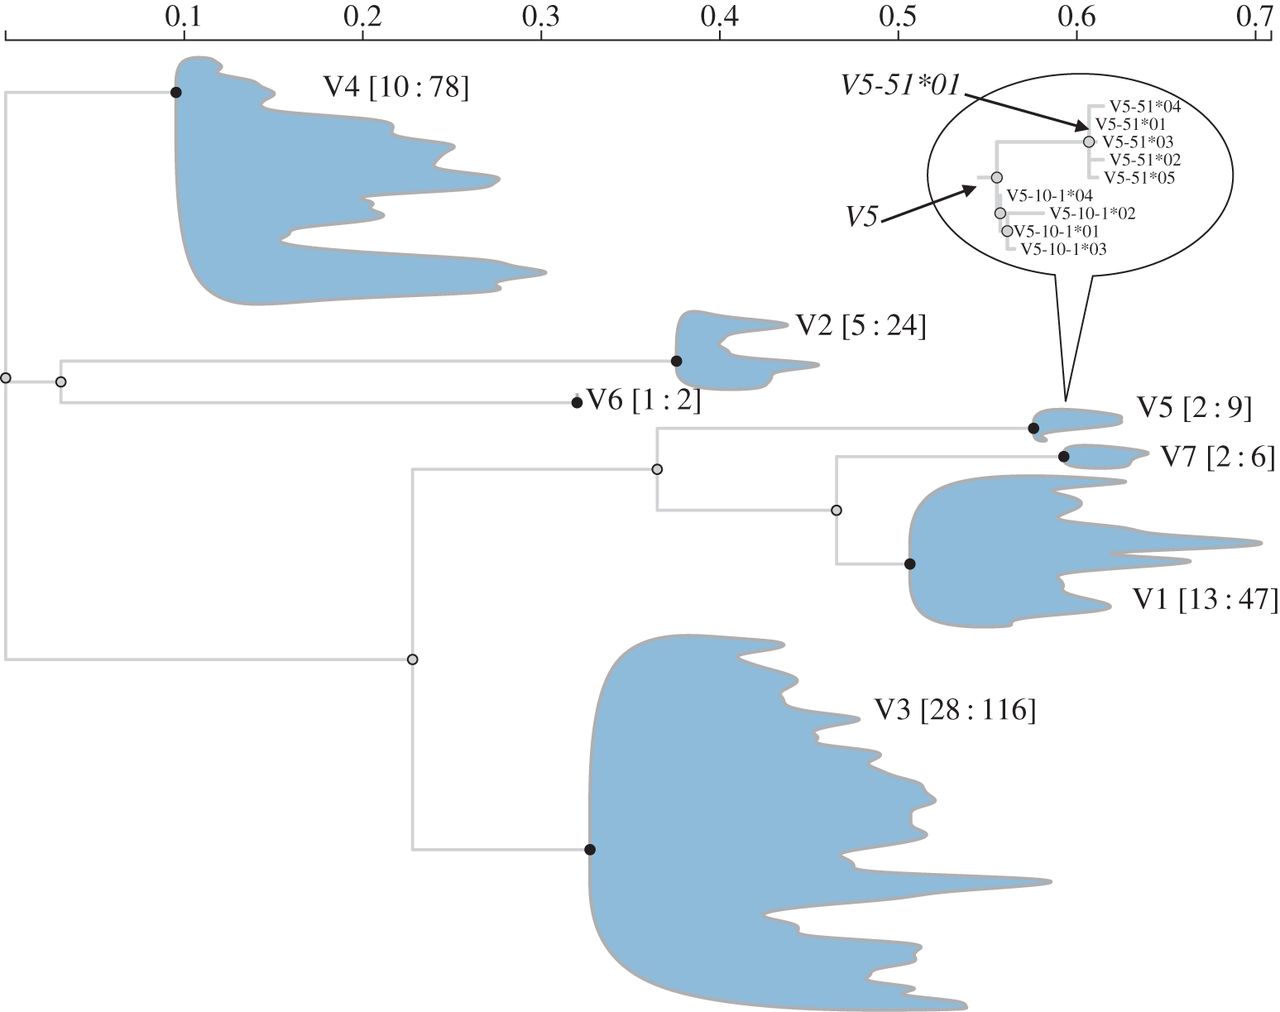 0.1 0.2 0.3 0.4 0.5 0.6 0.7
V4 [10 : 78]
V5-51*01
V5
V5-51*04
V5-51*01
V5-51*03
V5-51*02
V5-51*05
V5-10-1*04
V5-10-1*02
V5-10-1*01
V5-10-1*03
V2 [5 : 24]
V6 [1 : 2]
V5 [2 : 9]
V7 [2 : 6]
V1 [13 : 47]
V3 [28 : 116]